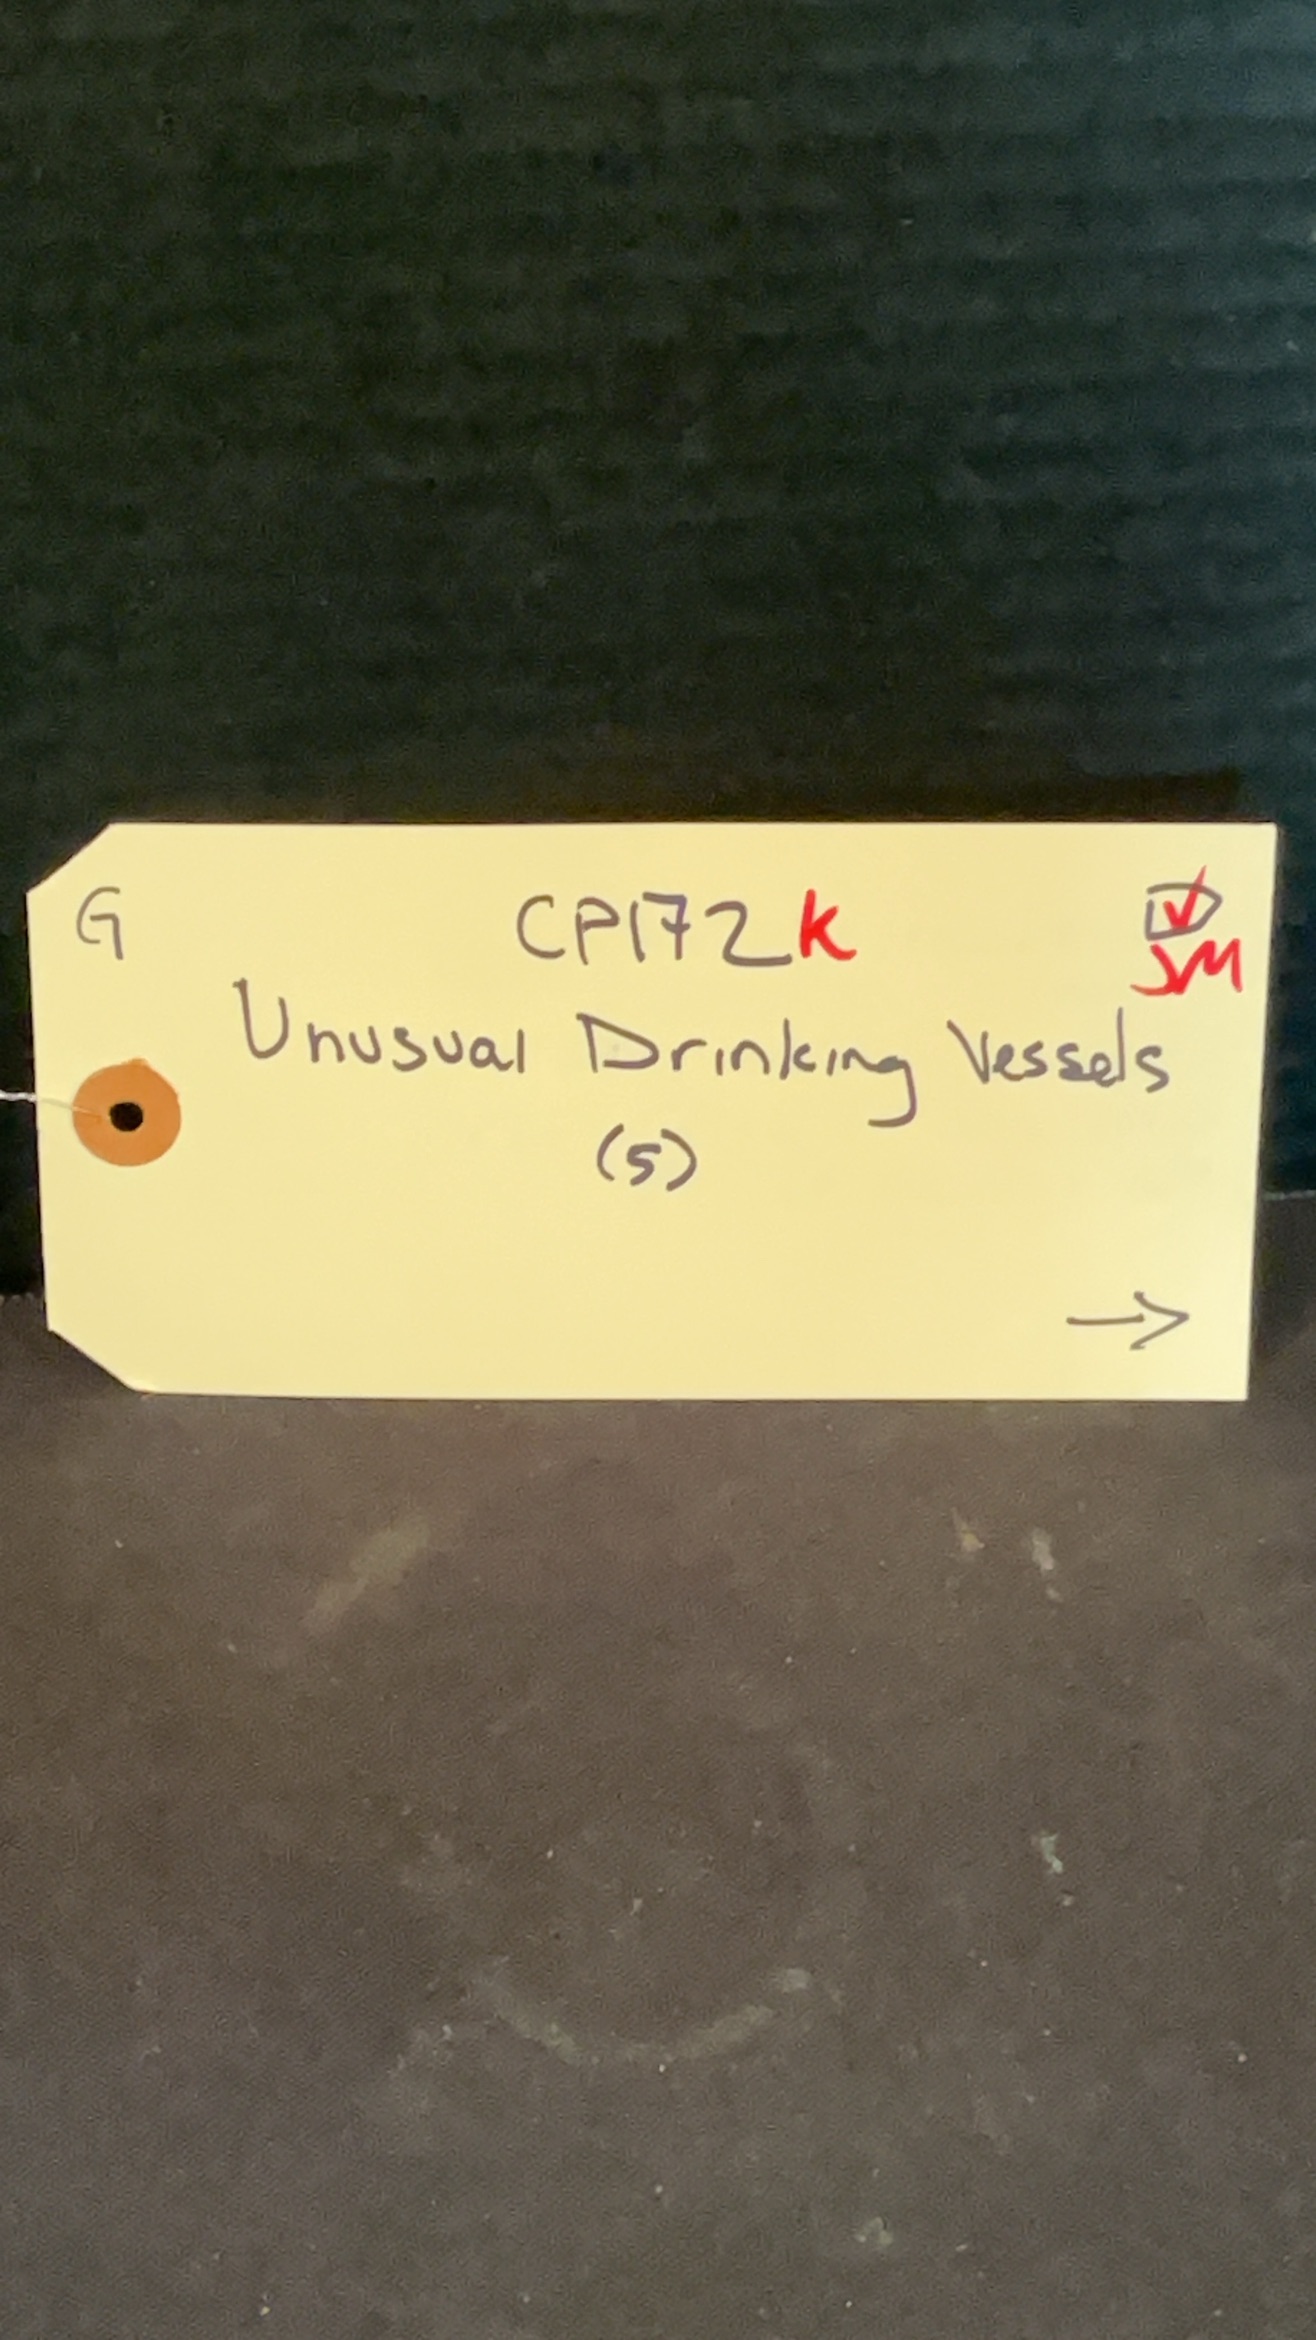 G CP172K ☑
JM
Unusual Drinking Vessels
(5)
→